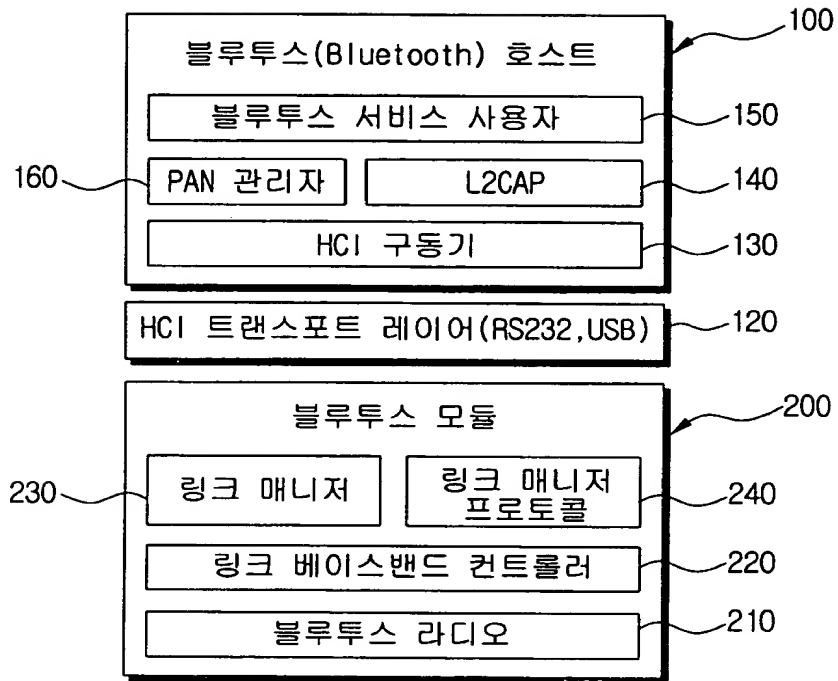 블루투스(Bluetooth) 호스트
100
블루투스 서비스 사용자
150
160
PAN 관리자
L2CAP
140
HCI 구동기
130
HCI 트랜스포트 레이어(RS232,USB)
120
블루투스 모듈
200
230
링크 매니저
링크 매니저
프로토콜
240
링크 베이스밴드 컨트롤러
220
블루투스 라디오
210